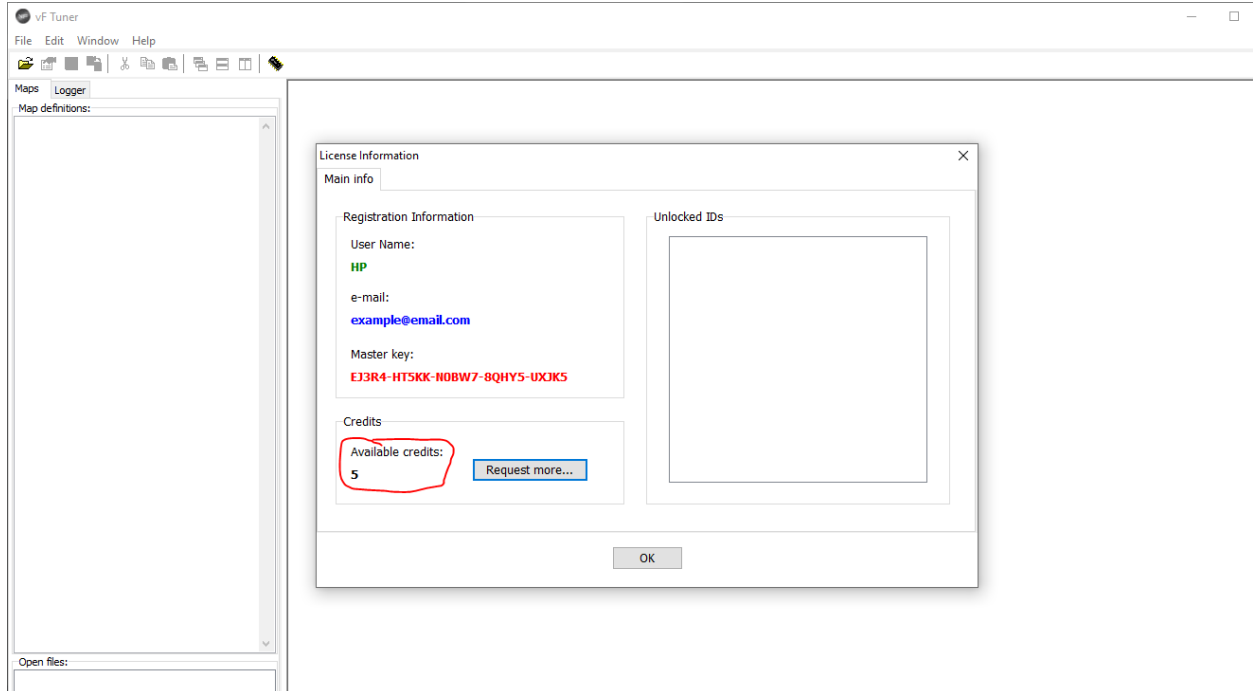 vF Tuner
File Edit Window Help
Maps Logger
Map definitions:
License Information
Main info
Registration Information
User Name:
HP
e-mail:
example@email.com
Master key:
EJ3R4-HT5KK-N0BW7-8QHY5-UXJK5
Credits
Available credits:
5
Request more...
Unlocked IDs
OK
Open files: